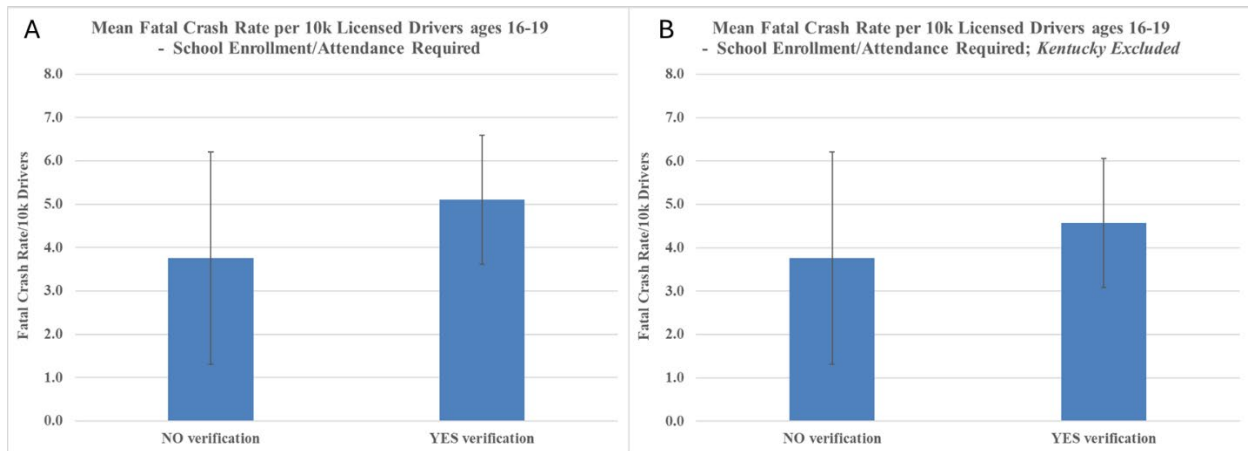 A
Mean Fatal Crash Rate per 10k Licensed Drivers ages 16-19
- School Enrollment/Attendance Required
8.0
7.0
6.0
5.0
4.0
3.0
2.0
1.0
0.0
Fatal Crash Rate/10k Drivers
NO verification
YES verification
B
Mean Fatal Crash Rate per 10k Licensed Drivers ages 16-19
- School Enrollment/Attendance Required; Kentucky Excluded
8.0
7.0
6.0
5.0
4.0
3.0
2.0
1.0
0.0
Fatal Crash Rate/10k Drivers
NO verification
YES verification